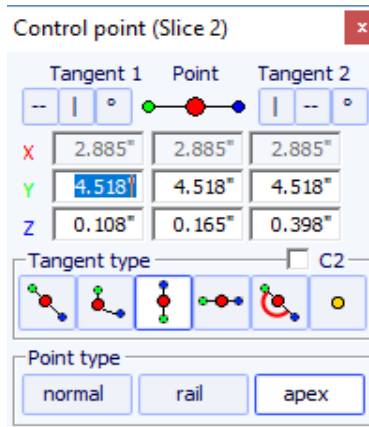 Control point (Slice 2) x
Tangent 1 Point Tangent 2
-- | ° | -- °
X 2.885" 2.885" 2.885"
Y 4.518" 4.518" 4.518"
Z 0.108" 0.165" 0.398"
Tangent type C2
Point type
normal rail apex